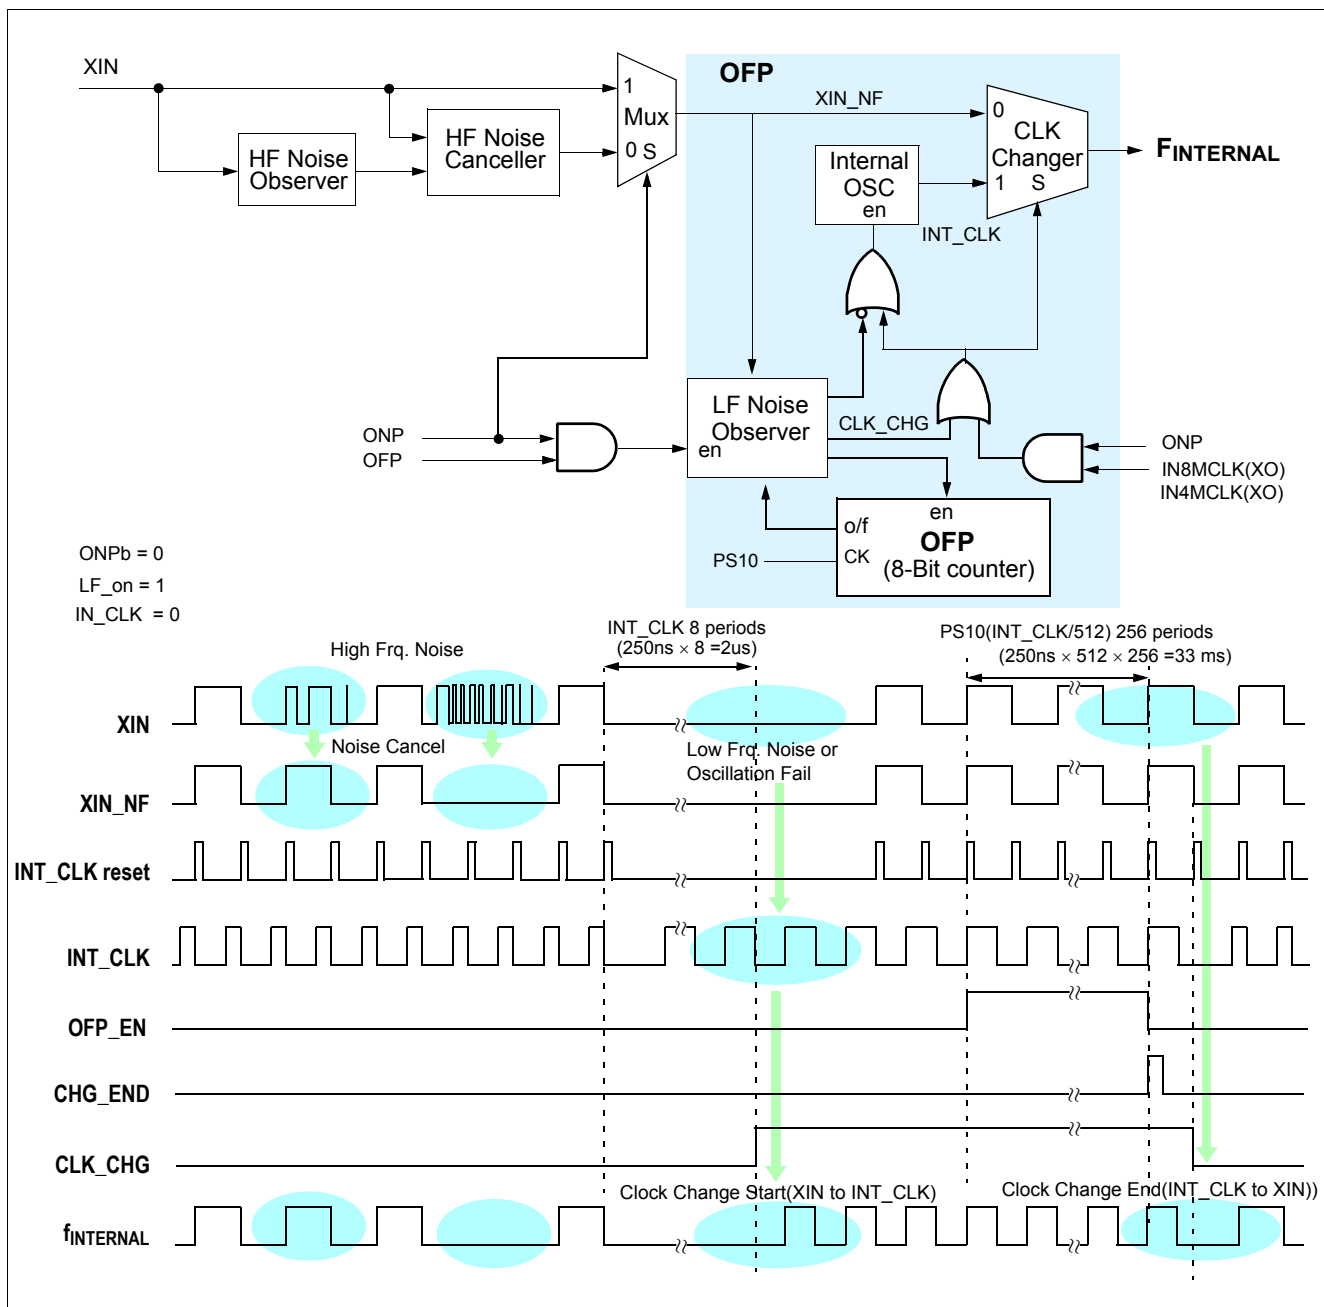 XIN
OFP
1
Mux
0 S
XIN_NF
0
CLK
Changer
1 S
FINTERNAL
HF Noise
Observer
HF Noise
Canceller
Internal
OSC
en
INT_CLK
ONP
OFP
LF Noise
Observer
en
CLK_CHG
ONP
IN8MCLK(XO)
IN4MCLK(XO)
en
o/f
OFP
PS10
CK
(8-Bit counter)
ONPb = 0
LF_on = 1
IN_CLK = 0
High Frq. Noise
INT_CLK 8 periods
(250ns × 8 =2us)
PS10(INT_CLK/512) 256 periods
(250ns × 512 × 256 =33 ms)
XIN
Noise Cancel
Low Frq. Noise or
Oscillation Fail
XIN_NF
INT_CLK reset
INT_CLK
OFP_EN
CHG_END
CLK_CHG
Clock Change Start(XIN to INT_CLK)
Clock Change End(INT_CLK to XIN))
fINTERNAL